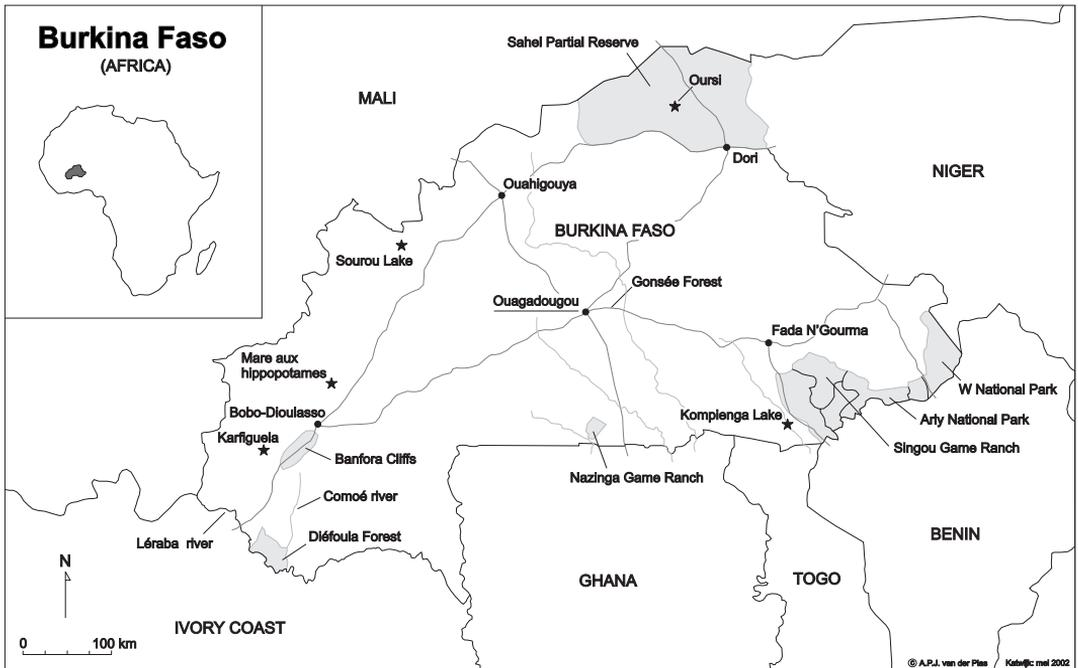 Burkina Faso
(AFRICA)
Sahel Partial Reserve
Oursi
MALI
Dori
NIGER
Ouahigouya
BURKINA FASO
Sourou Lake
Gonsée Forest
Ouagadougou
Fada N'Gourma
Mare aux
hippopotames
W National Park
Bobo-Dioulasso
Kompienga Lake
Arly National Park
Karfiguela
Singou Game Ranch
Banfora Cliffs
Nazinga Game Ranch
Comoé river
Léraba river
Diéfoula Forest
BENIN
N
GHANA
TOGO
IVORY COAST
0 100 km
© A.P.J. van der Plas Katwijk: mei 2002